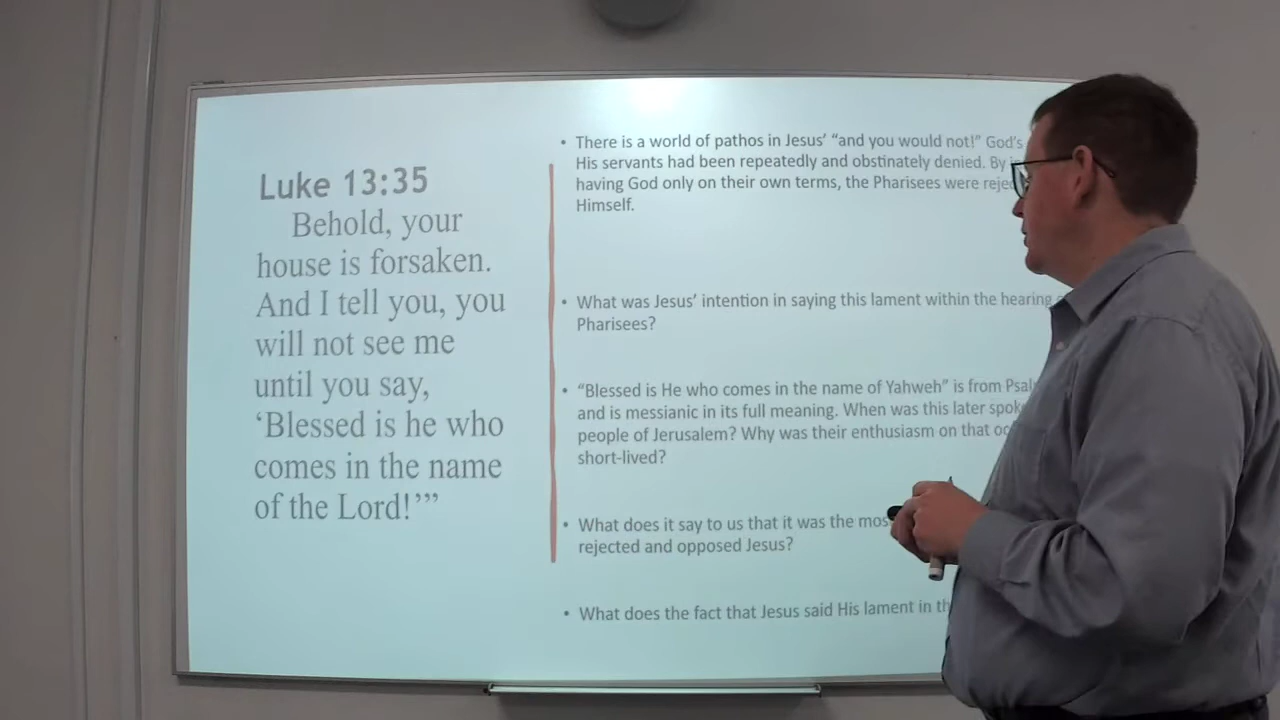 Luke 13:35
Behold, your
house is forsaken.
And I tell you, you
will not see me
until you say,
‘Blessed is he who
comes in the name
of the Lord!’”
• There is a world of pathos in Jesus’ “and you would not!” God’s
His servants had been repeatedly and obstinately denied. By
having God only on their own terms, the Pharisees were
Himself.
• What was Jesus’ intention in saying this lament within the hearing
Pharisees?
• “Blessed is He who comes in the name of Yahweh” is from
and is messianic in its full meaning. When was this later
people of Jerusalem? Why was their enthusiasm on that
short-lived?
• What does it say to us that it was the
rejected and opposed Jesus?
• What does the fact that Jesus said His lament in